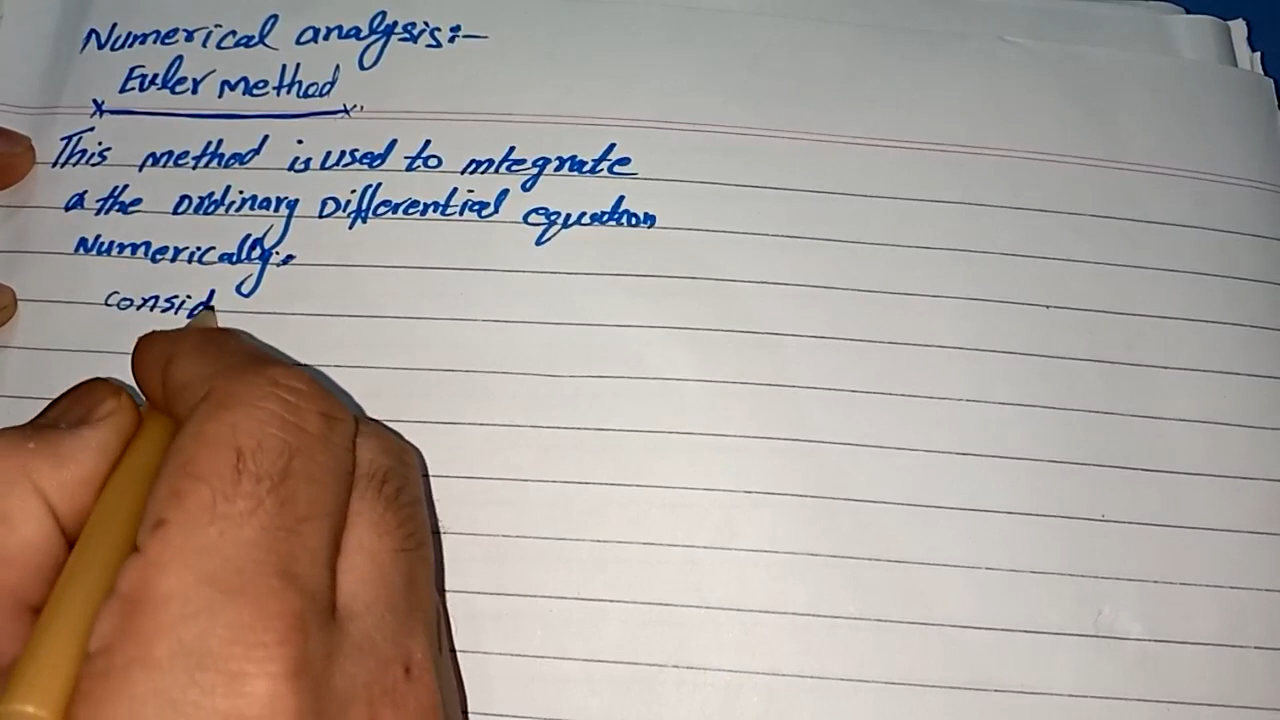 Numerical analysis:-
Euler method
This method is used to integrate
a the ordinary Differential equation
Numerically:
consid